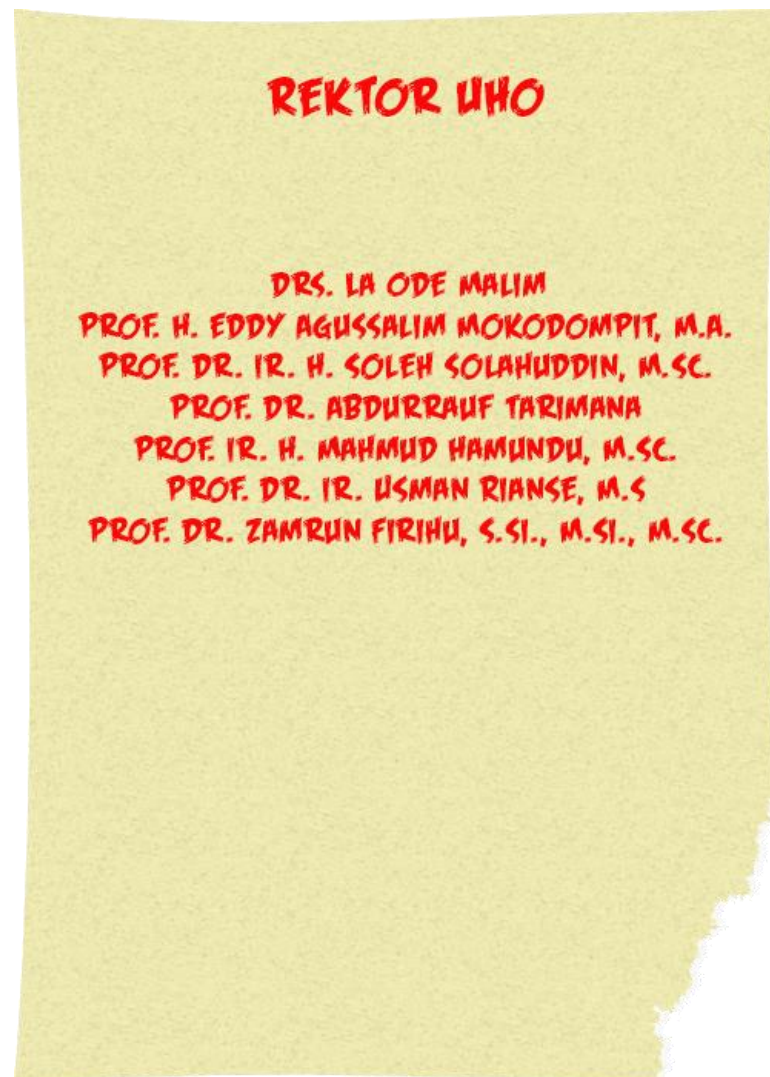 REKTOR UHO
DRS. LA ODE MALIM
PROF. H. EDDY AGUSSALIM MOKODOMPIT, M.A.
PROF. DR. IR. H. SOLEH SOLAHUDDIN, M.SC.
PROF. DR. ABDURRAUF TARIMANA
PROF. IR. H. MAHMUD HAMUNDU, M.SC.
PROF. DR. IR. USMAN RIANSE, M.S
PROF. DR. ZAMRUN FIRIHU, S.SI., M.SI., M.SC.